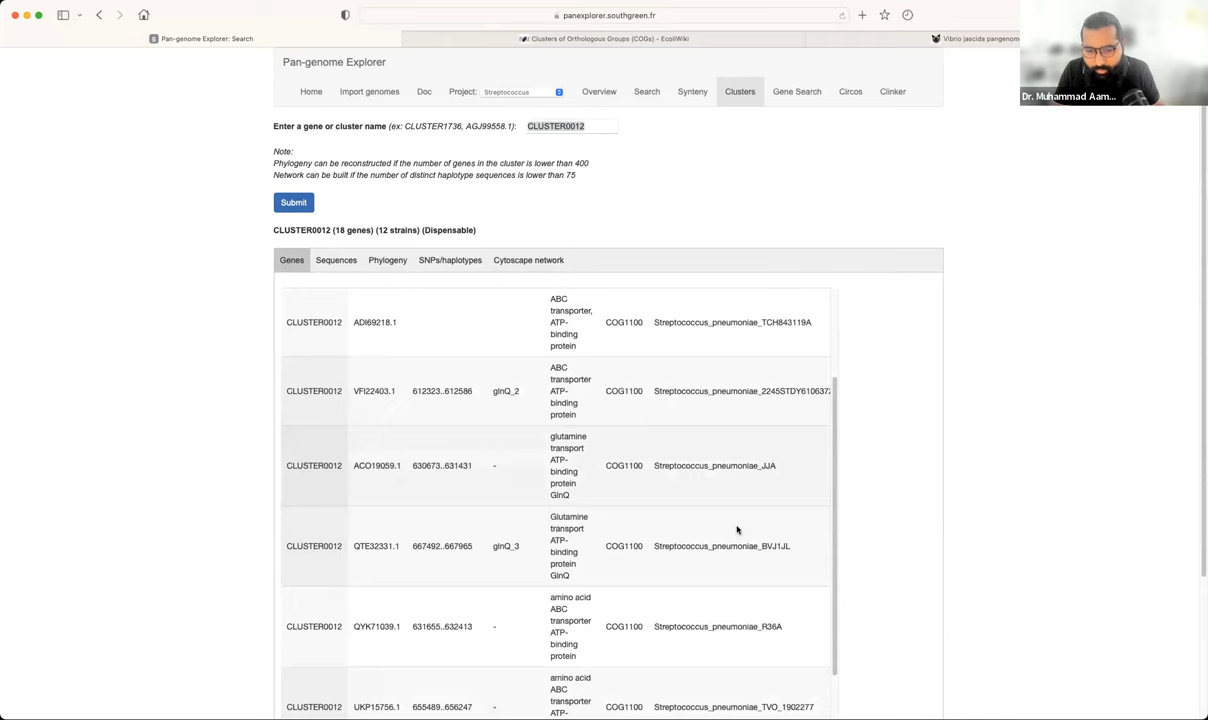 panexplorer.southgreen.fr
Pan-genome Explorer: Search
Clusters of Orthologous Groups (COGs) - EcoliWiki
Vibrio jascida pangenom
Dr. Muhammad Aam...
Pan-genome Explorer
Home Import genomes Doc Project: Streptococcus Overview Search Synteny Clusters Gene Search Circos Clinker
Enter a gene or cluster name (ex: CLUSTER1736, AGJ99558.1): CLUSTER0012
Note:
Phylogeny can be reconstructed if the number of genes in the cluster is lower than 400
Network can be built if the number of distinct haplotype sequences is lower than 75
Submit
CLUSTER0012 (18 genes) (12 strains) (Dispensable)
Genes Sequences Phylogeny SNPs/haplotypes Cytoscape network
ABC
transporter,
CLUSTER0012 ADI69218.1 ATP- COG1100 Streptococcus_pneumoniae_TCH843119A
binding
protein
ABC
transporter
CLUSTER0012 VFI22403.1 612323..612586 glnQ_2 ATP- COG1100 Streptococcus_pneumoniae_2245STDY610637
binding
protein
glutamine
transport
ATP-
CLUSTER0012 ACO19059.1 630673..631431 - binding COG1100 Streptococcus_pneumoniae_JJA
protein
GlnQ
Glutamine
transport
ATP-
CLUSTER0012 QTE32331.1 667492..667965 glnQ_3 binding COG1100 Streptococcus_pneumoniae_BVJ1JL
protein
GlnQ
amino acid
ABC
transporter
CLUSTER0012 QYK71039.1 631655..632413 - ATP- COG1100 Streptococcus_pneumoniae_R36A
binding
protein
amino acid
ABC
transporter
CLUSTER0012 UKP15756.1 655489..656247 - ATP- COG1100 Streptococcus_pneumoniae_TVO_1902277